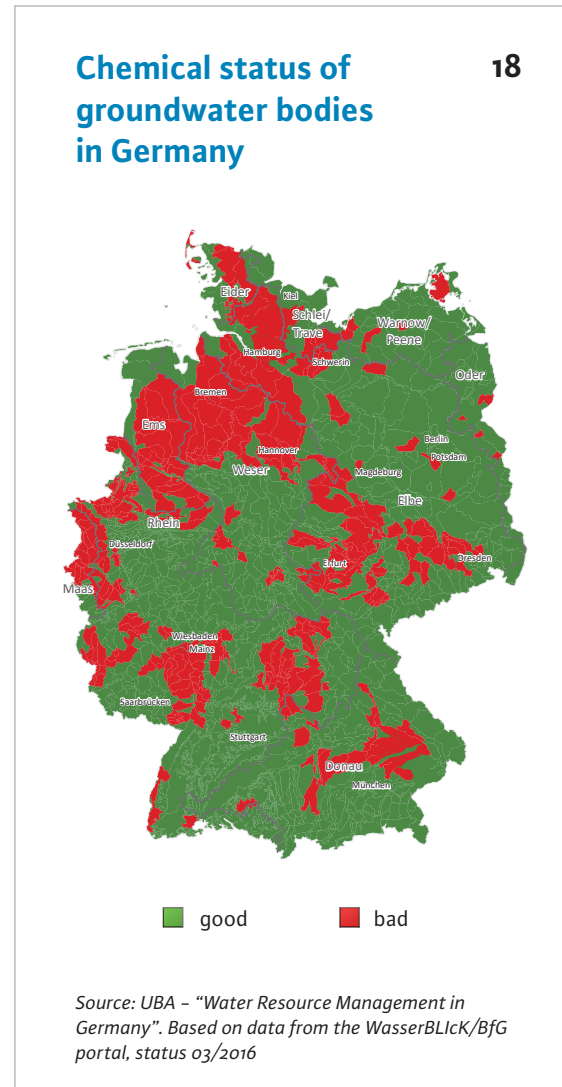 Chemical status of
groundwater bodies
in Germany
18
Eider
Kiel
Schlei/
Trave
Warnow/
Peene
Hamburg
Schwerin
Oder
Bremen
Ems
Berlin
Hannover
Potsdam
Weser
Magdeburg
Elbe
Rhein
Düsseldorf
Dresden
Erfurt
Maas
Wiesbaden
Mainz
Saarbrücken
Stuttgart
Donau
München
good
bad
Source: UBA – “Water Resource Management in
Germany”. Based on data from the WasserBLIcK/BfG
portal, status 03/2016